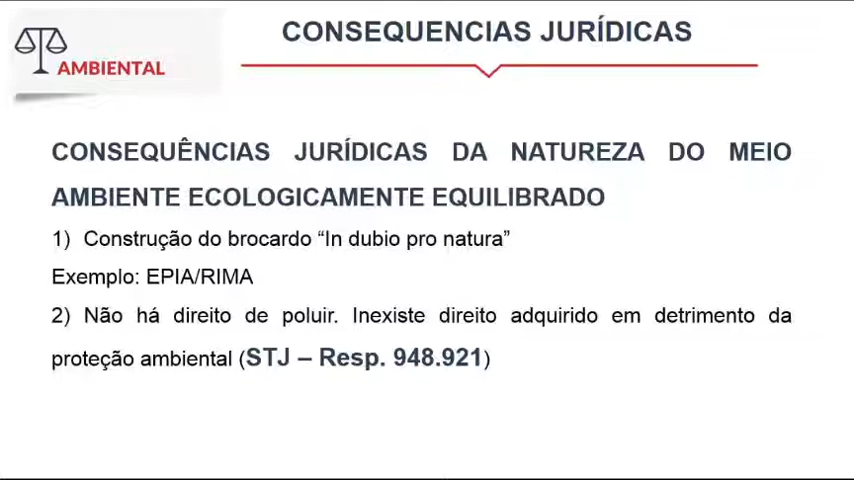 AMBIENTAL
CONSEQUENCIAS JURÍDICAS
CONSEQUÊNCIAS JURÍDICAS DA NATUREZA DO MEIO
AMBIENTE ECOLOGICAMENTE EQUILIBRADO
1) Construção do brocardo “In dubio pro natura”
Exemplo: EPIA/RIMA
2) Não há direito de poluir. Inexiste direito adquirido em detrimento da
proteção ambiental (STJ – Resp. 948.921)